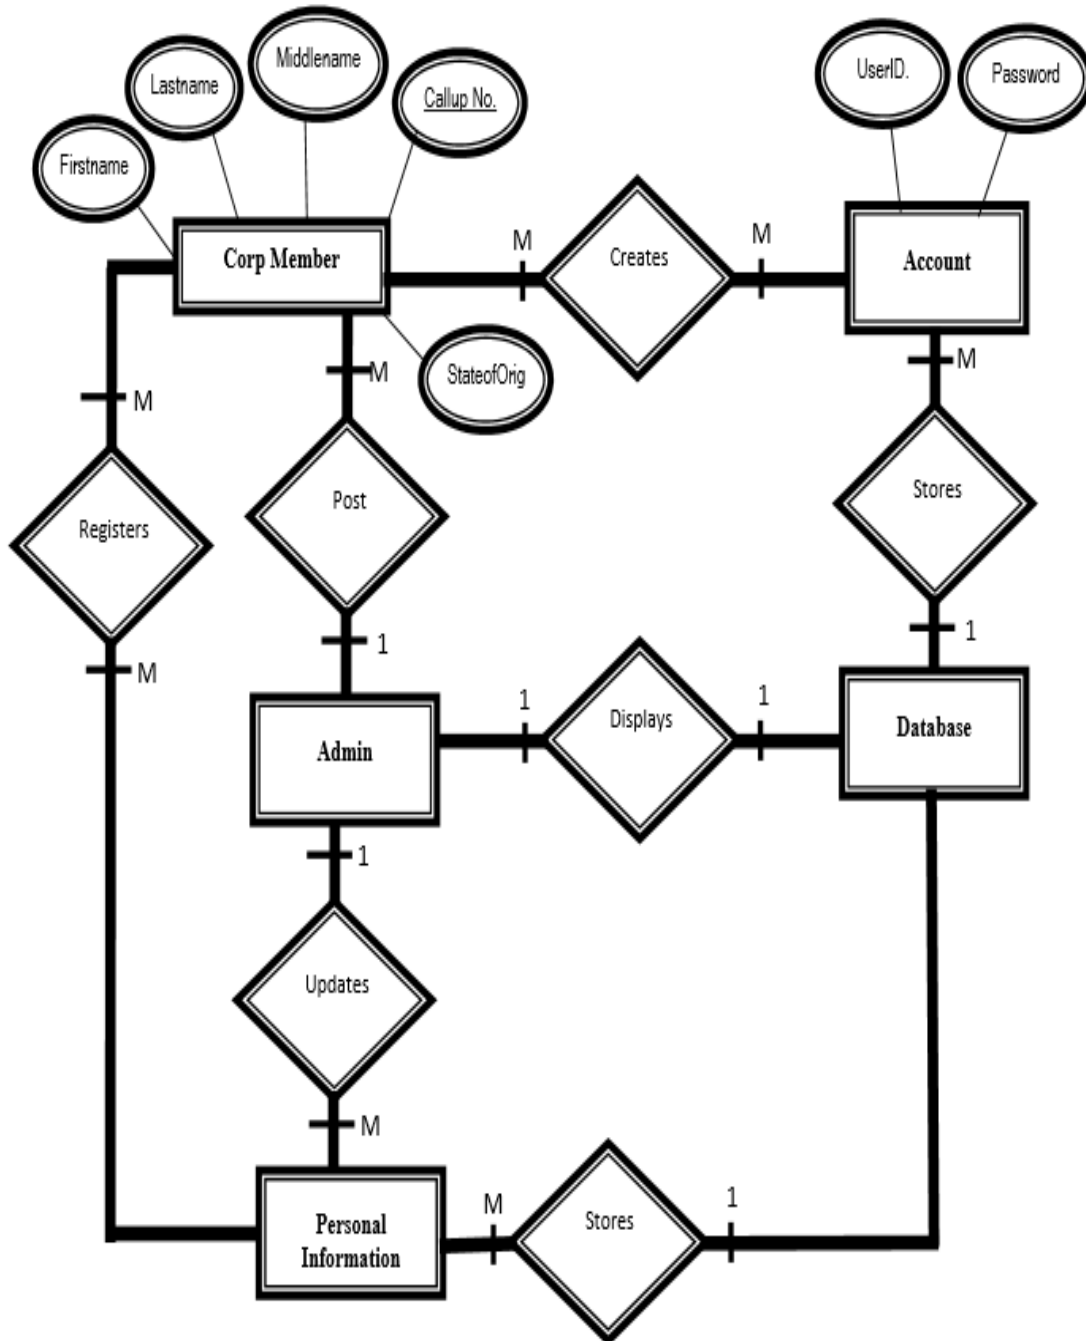 Middlename
Lastname
Callup No.
UserID.
Password
Firstname
Corp Member
M
Creates
M
Account
StateofOrig
M
M
M
Registers
Post
Stores
M
1
1
Admin
1
Displays
1
Database
1
Updates
M
Personal
Information
M
Stores
1